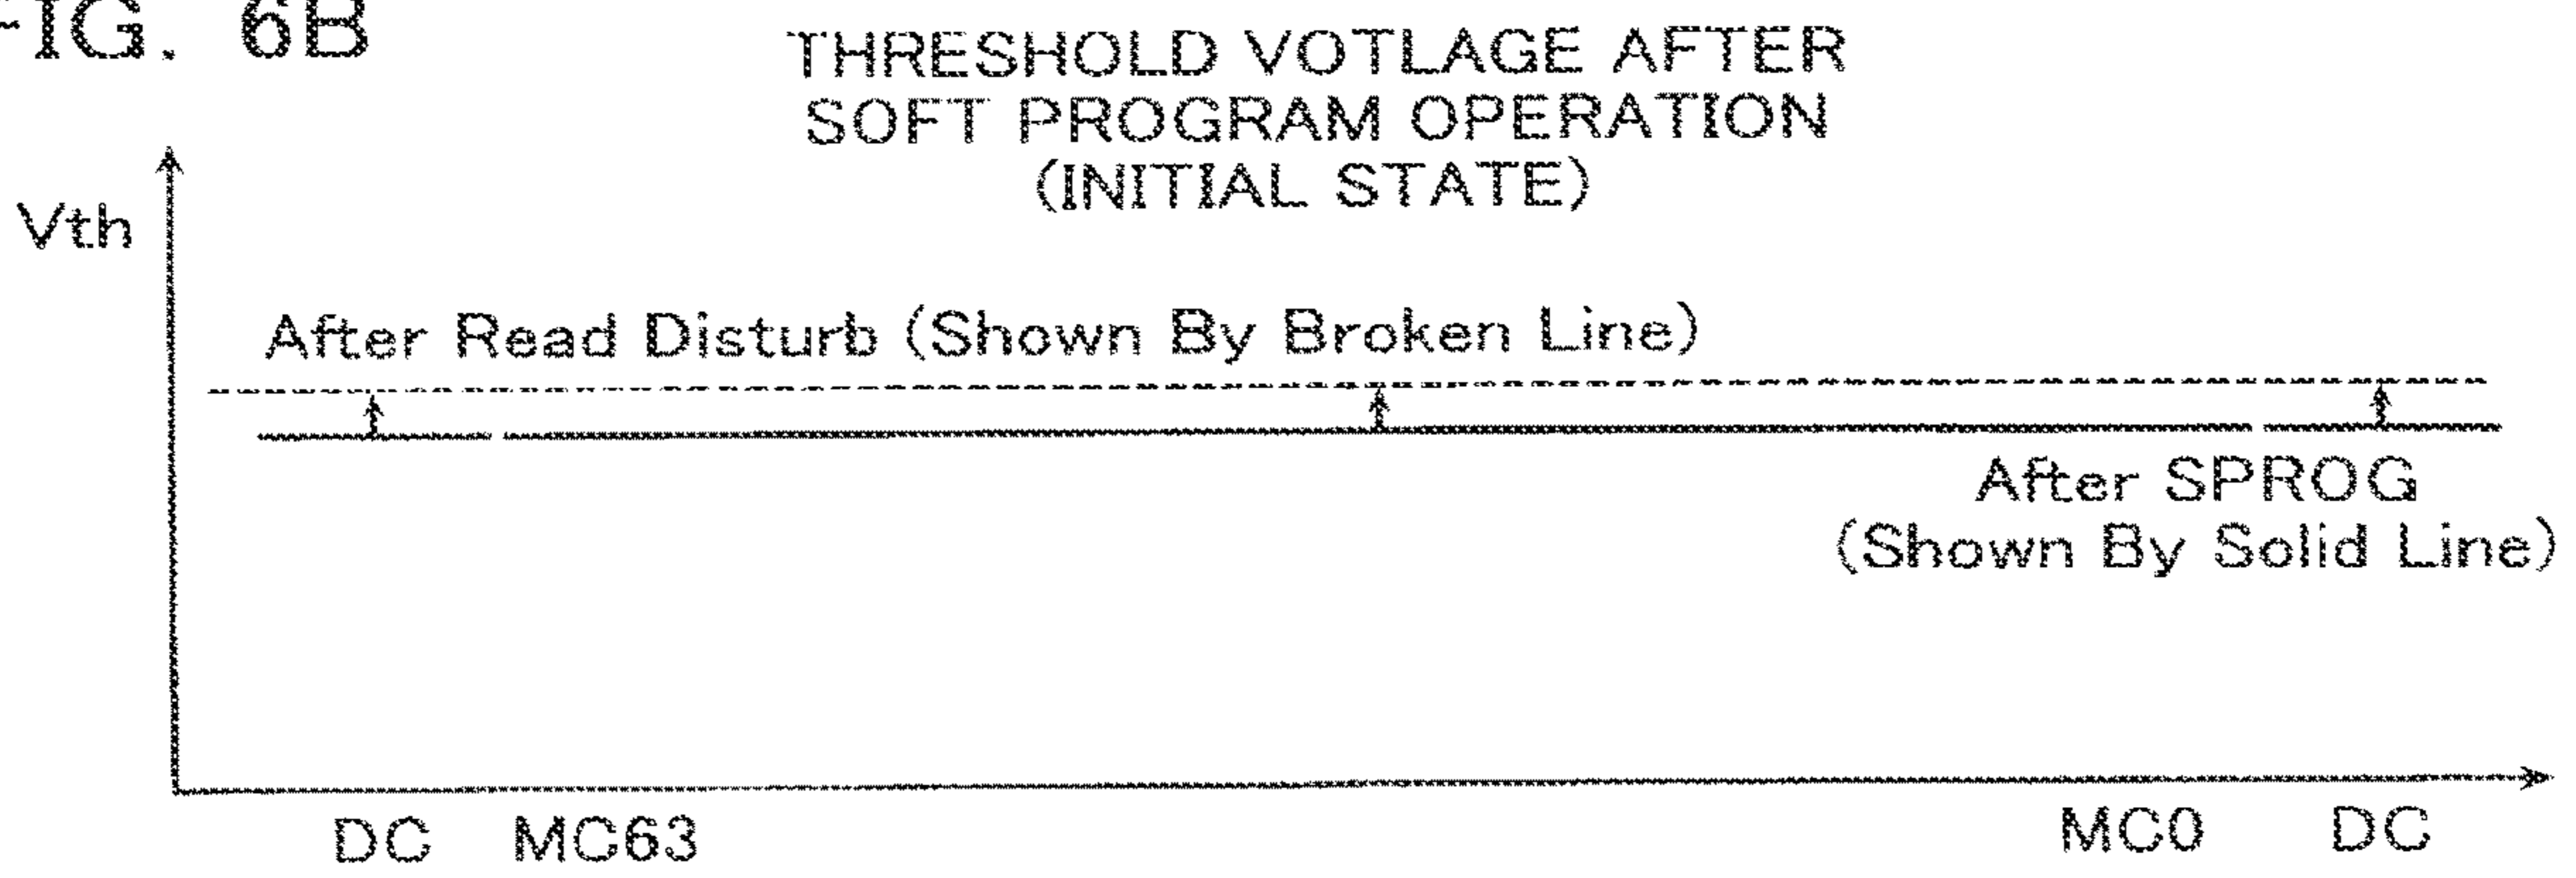 FIG. 6B
THRESHOLD VOTLAGE AFTER
SOFT PROGRAM OPERATION
(INITIAL STATE)
Vth
After Read Disturb (Shown By Broken Line)
After SPROG
(Shown By Solid Line)
DC MC63 MC0 DC